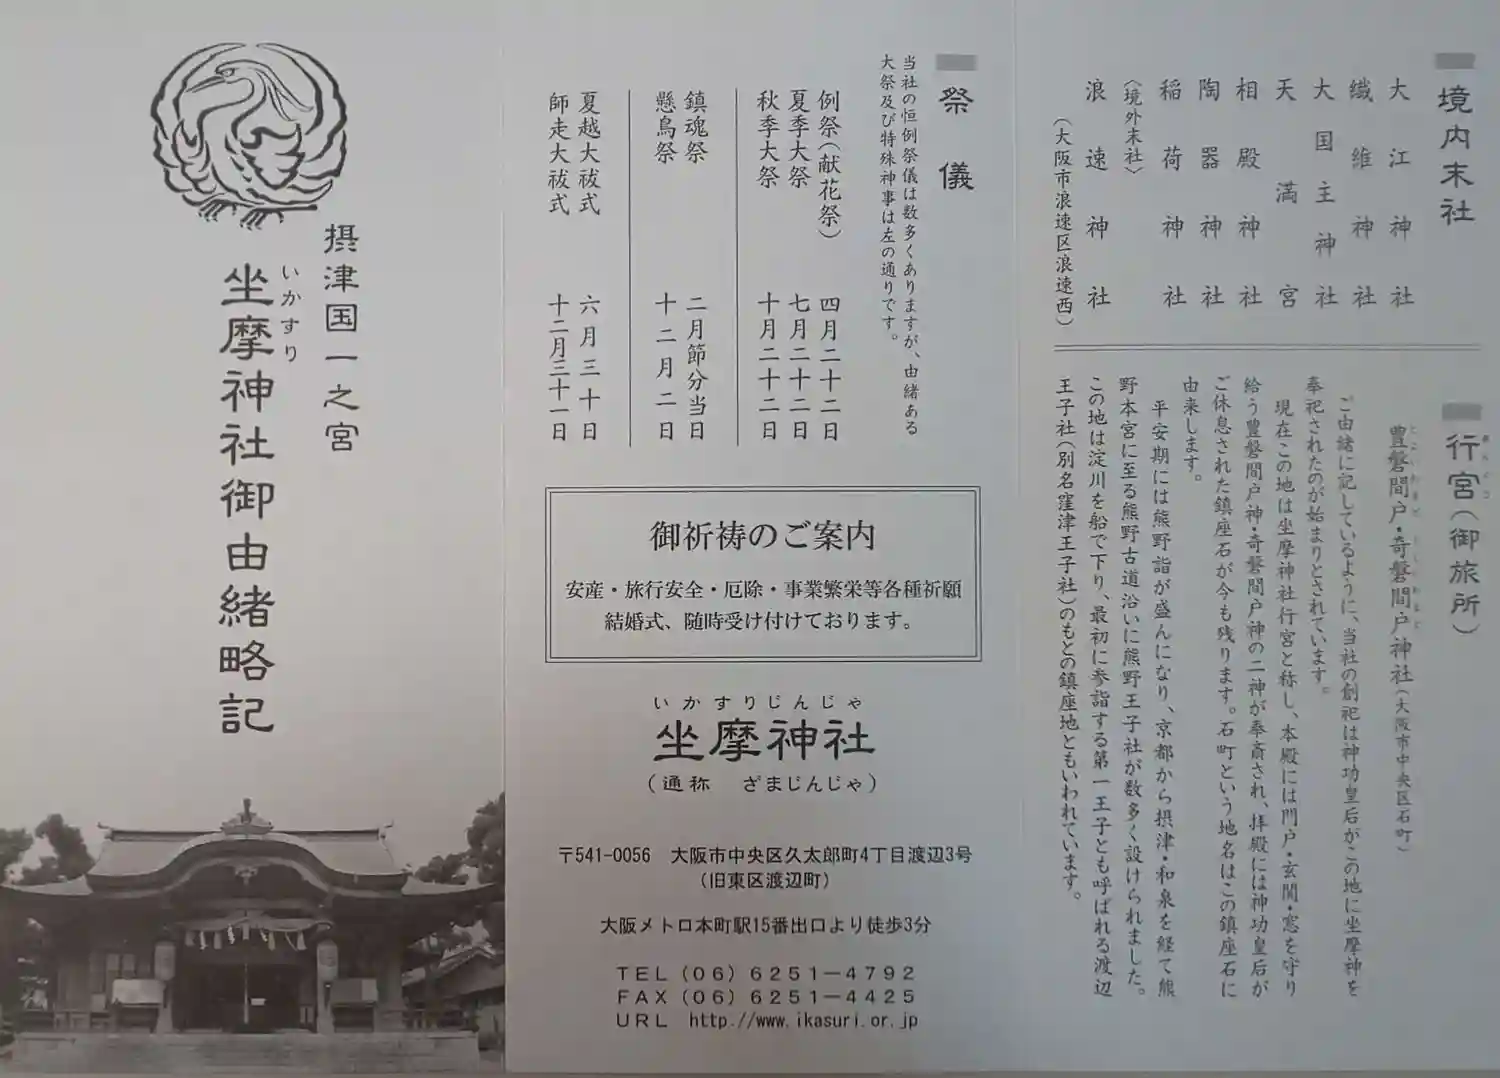 境内末社
大江神社
繊維神社
大国主神社
天満宮
相殿神社
陶器神社
稲荷神社
〈境外末社〉
浪速神社
（大阪市浪速区浪速西）
行宮（御旅所）
豊磐間戸・奇磐間戸神社（大阪市中央区石町）
ご由緒に記しているように、当社の創祀は神功皇后がこの地に坐摩神を
奉祀されたのが始まりとされています。
現在この地は坐摩神社行宮と称し、本殿には門戸・玄関・窓を守り
給う豊磐間戸神・奇磐間戸神の二神が奉斎され、拝殿には神功皇后が
ご休息された鎮座石が今も残ります。石町という地名はこの鎮座石に
由来します。
平安期には熊野詣が盛んになり、京都から摂津・和泉を経て熊
野本宮に至る熊野古道沿いに熊野王子社が数多く設けられました。
この地は淀川を船で下り、最初に参詣する第一王子とも呼ばれる渡辺
王子社（別名窪津王子社）のもとの鎮座地ともいわれています。
祭儀
当社の恒例祭儀は数多くありますが、由緒ある
大祭及び特殊神事は左の通りです。
例祭（献花祭） 四月二十二日
夏季大祭 七月二十二日
秋季大祭 十月二十二日
鎮魂祭 二月節分当日
懸鳥祭 十二月二日
夏越大祓式 六月三十日
師走大祓式 十二月三十一日
御祈祷のご案内
安産・旅行安全・厄除・事業繁栄等各種祈願
結婚式、随時受け付けております。
いかすりじんじゃ
坐摩神社
（通称 ざまじんじゃ）
〒541-0056 大阪市中央区久太郎町4丁目渡辺3号
（旧東区渡辺町）
大阪メトロ本町駅15番出口より徒歩3分
TEL（06）6251－4792
FAX（06）6251－4425
URL http://www.ikasuri.or.jp
摂津国一之宮
いかすり
坐摩神社御由緒略記